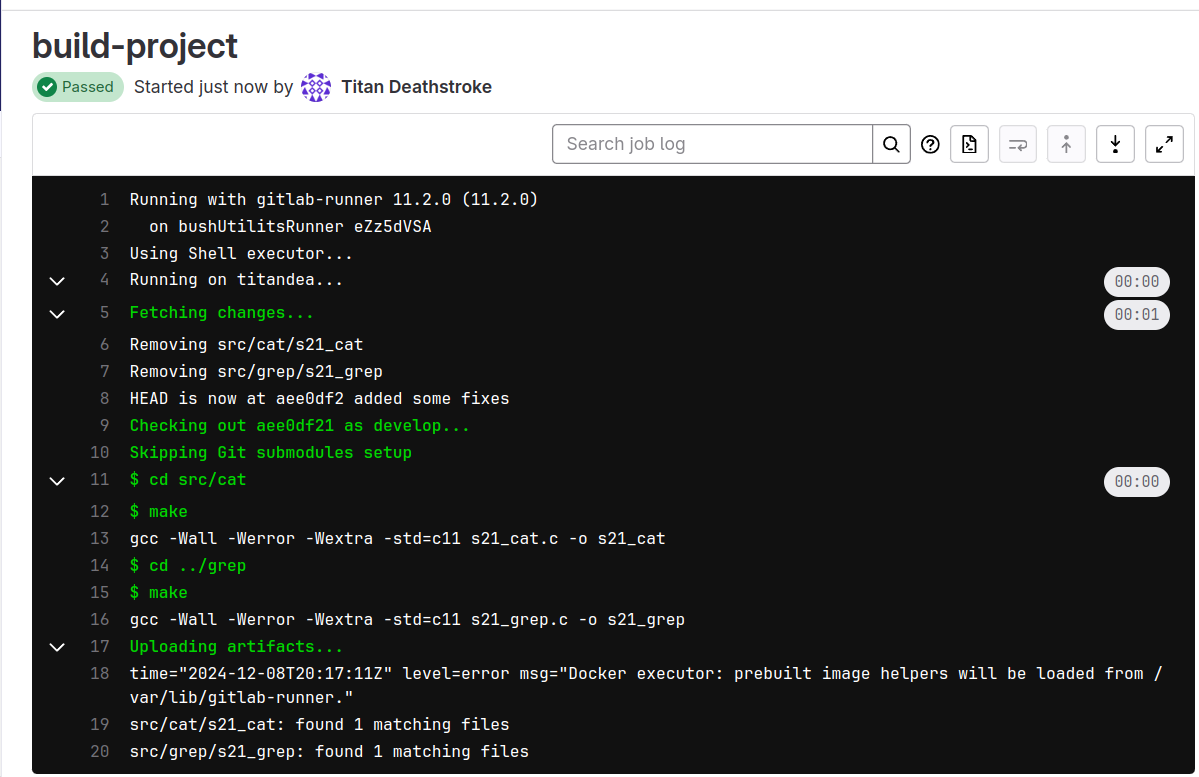 build-project
Passed Started just now by Titan Deathstroke
Search job log
1 Running with gitlab-runner 11.2.0 (11.2.0)
2 on bushUtilitsRunner eZz5dVSA
3 Using Shell executor...
4 Running on titandea... 00:00
5 Fetching changes... 00:01
6 Removing src/cat/s21_cat
7 Removing src/grep/s21_grep
8 HEAD is now at aee0df2 added some fixes
9 Checking out aee0df21 as develop...
10 Skipping Git submodules setup
11 $ cd src/cat 00:00
12 $ make
13 gcc -Wall -Werror -Wextra -std=c11 s21_cat.c -o s21_cat
14 $ cd ../grep
15 $ make
16 gcc -Wall -Werror -Wextra -std=c11 s21_grep.c -o s21_grep
17 Uploading artifacts...
18 time="2024-12-08T20:17:11Z" level=error msg="Docker executor: prebuilt image helpers will be loaded from /
var/lib/gitlab-runner."
19 src/cat/s21_cat: found 1 matching files
20 src/grep/s21_grep: found 1 matching files